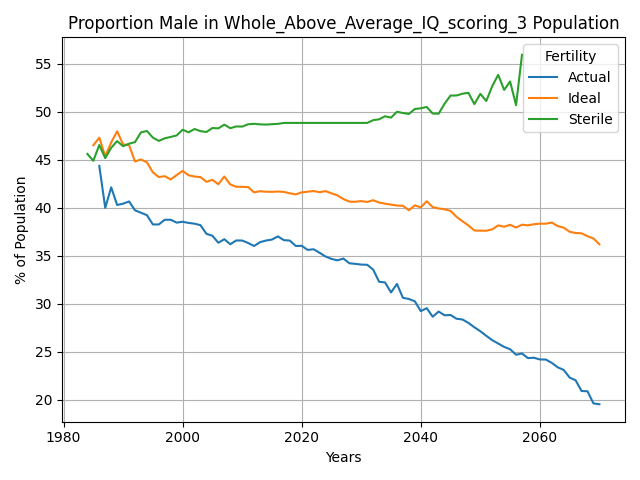 Proportion Male in Whole_Above_Average_IQ_scoring_3 Population
% of Population
55
50
45
40
35
30
25
20
1980
2000
2020
2040
2060
Years
Fertility
Actual
Ideal
Sterile